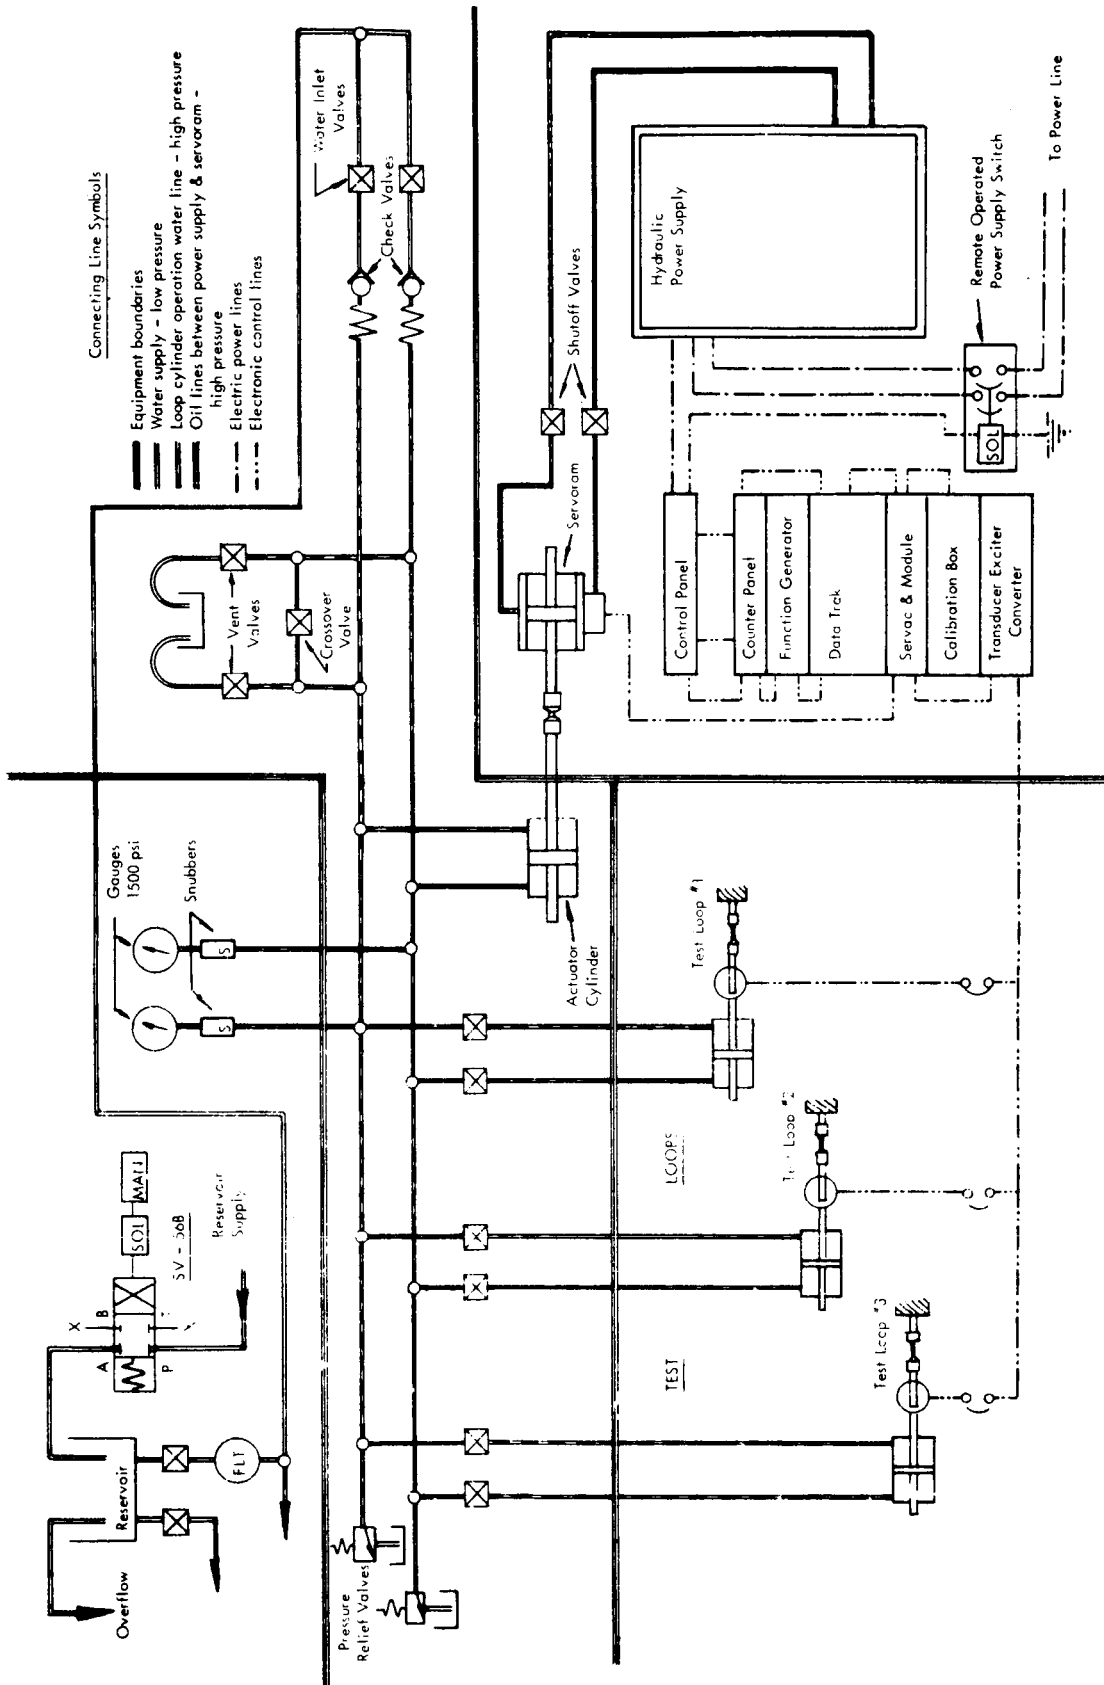 Connecting Line Symbols
Equipment boundaries
Water supply - low pressure
Loop cylinder operation water line - high pressure
Oil lines between power supply & servoram -
high pressure
Electric power lines
Electronic control lines
Water Inlet
Valves
Check Valves
Vent
Valves
Crossover
Valve
Gauges
1500 psi
Snubbers
S
S
MAN
SOL
SV - 56B
Reservoir
Supply
X
B
A
P
Reservoir
FLT
Overflow
Pressure
Relief Valves
Shutoff Valves
Servoram
Actuator
Cylinder
Hydraulic
Power Supply
Remote Operated
Power Supply Switch
To Power Line
SOL
Control Panel
Counter Panel
Function Generator
Data Trak
Servac & Module
Calibration Box
Transducer Exciter
Converter
Test Loop #1
Loop #2
Test Loop #3
TEST
LOOPS